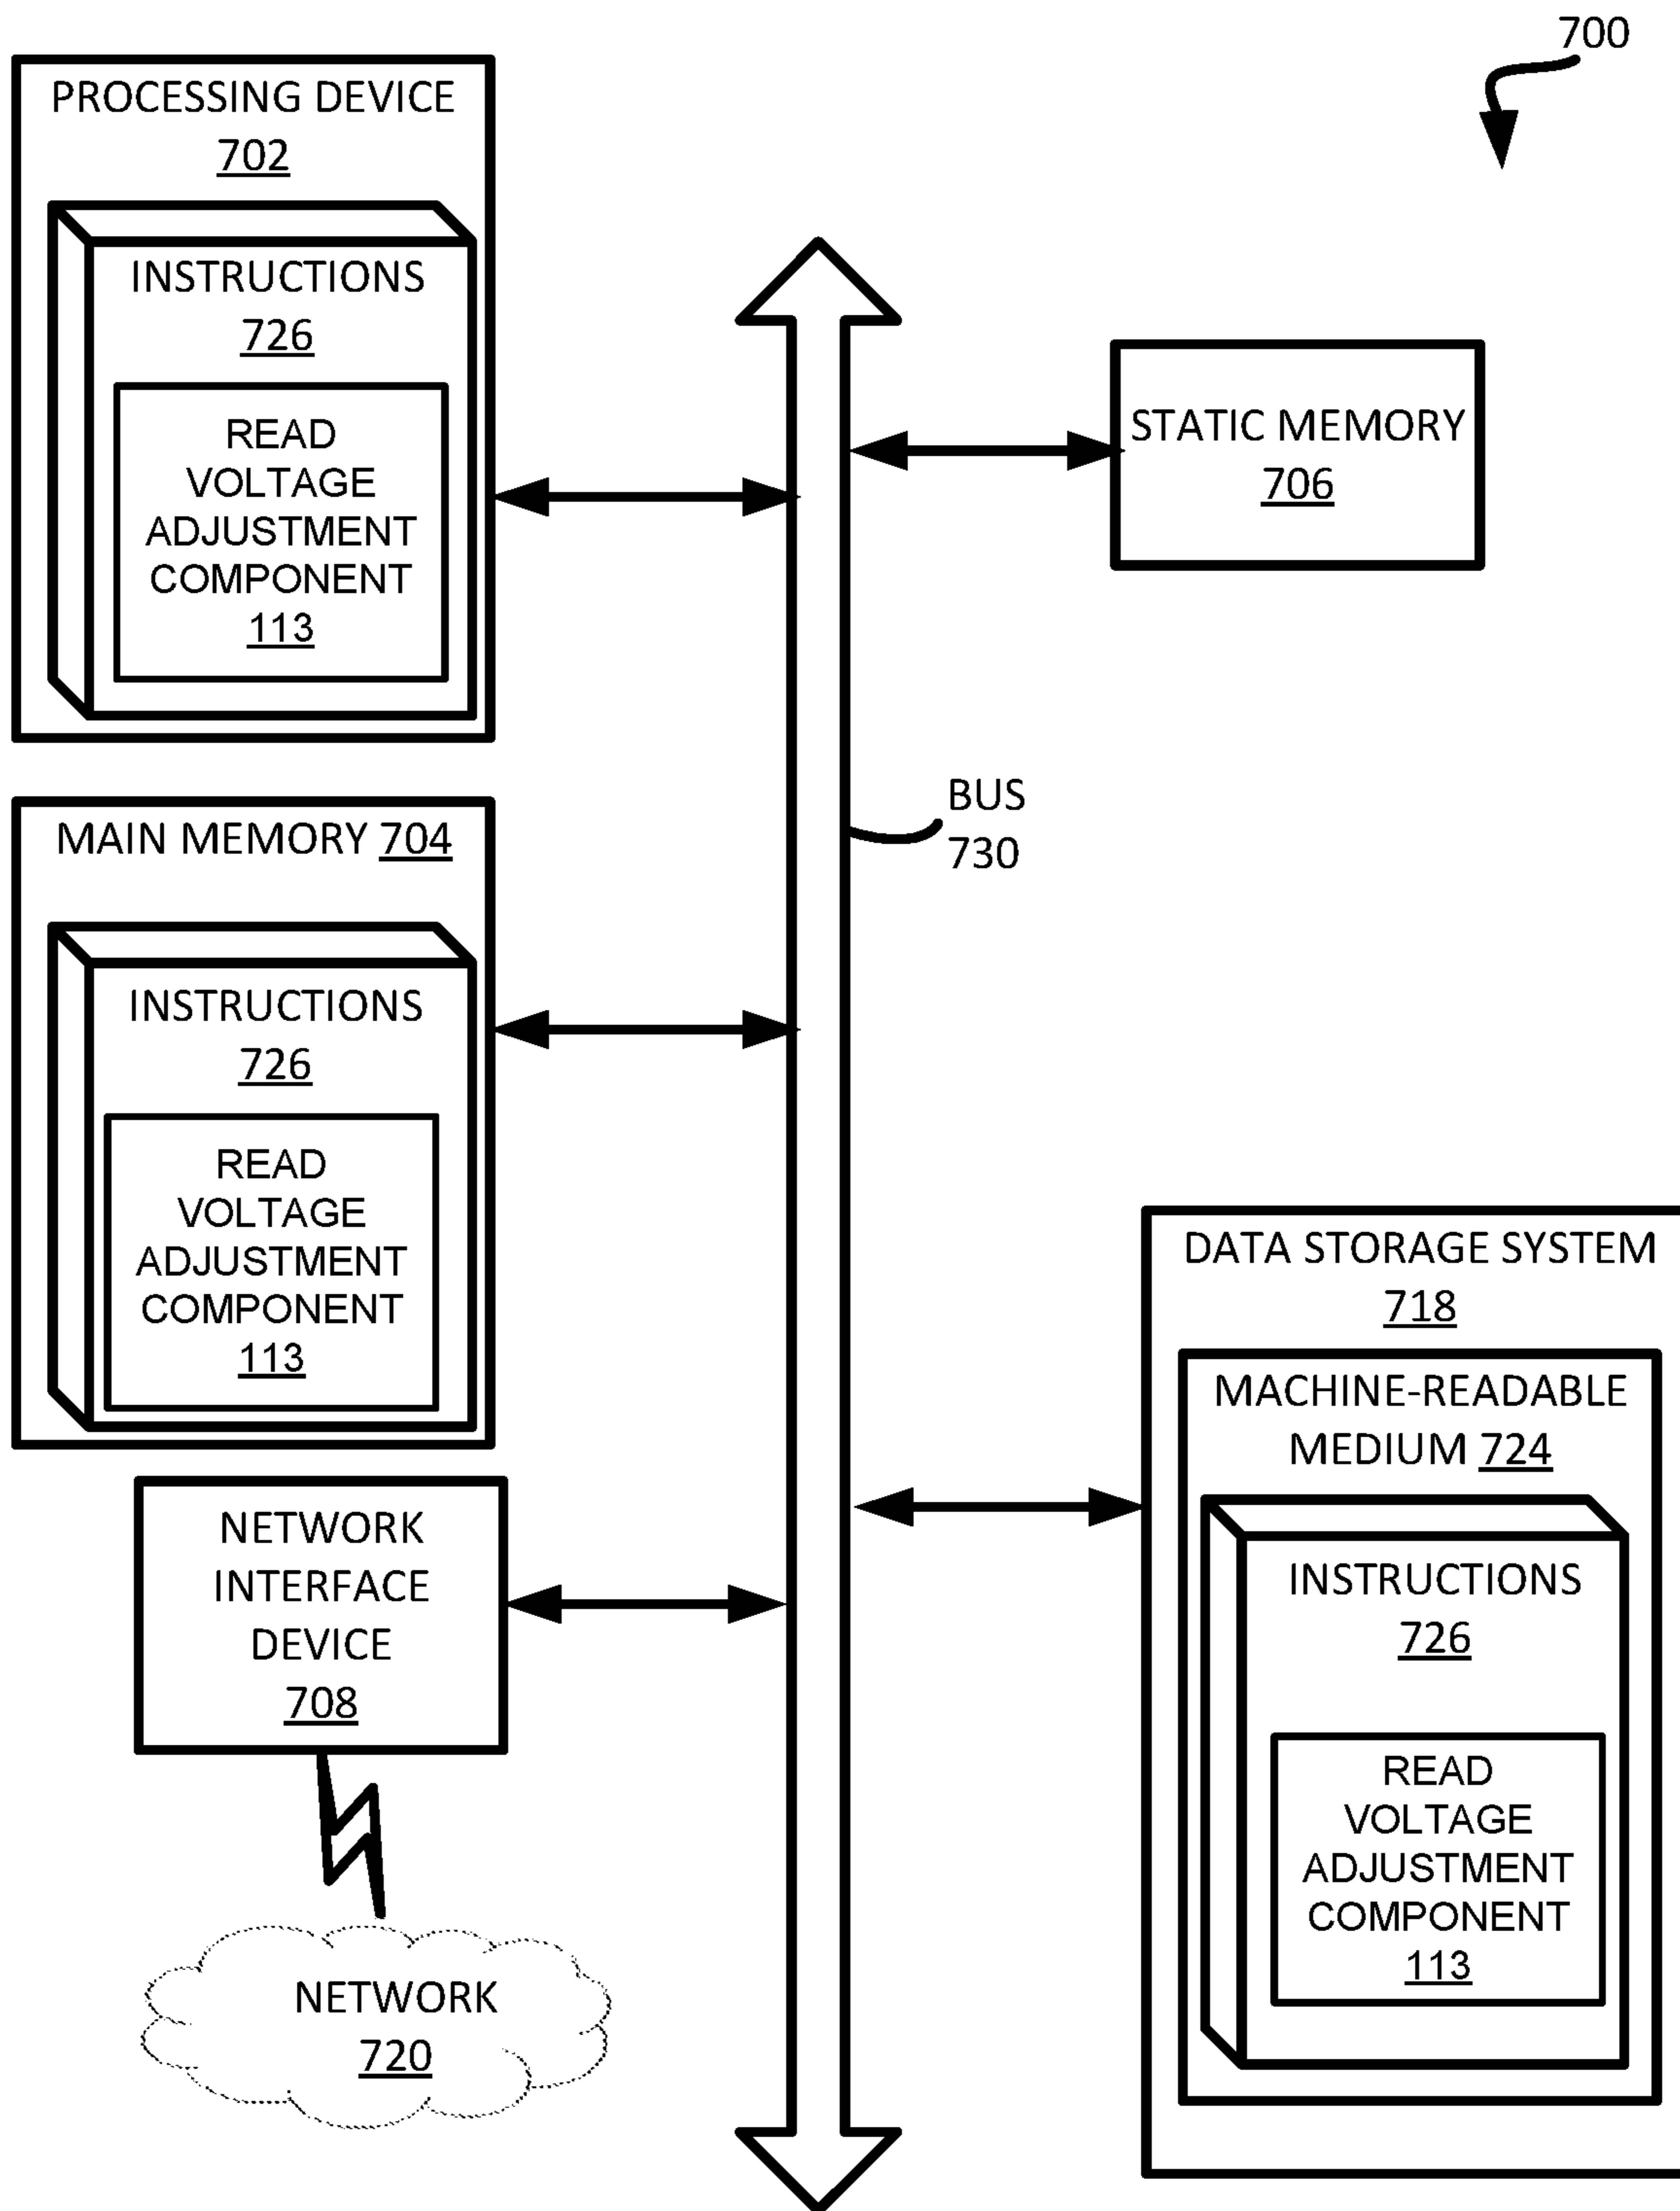 700
PROCESSING DEVICE
702
INSTRUCTIONS
726
READ
VOLTAGE
ADJUSTMENT
COMPONENT
113
STATIC MEMORY
706
BUS
730
MAIN MEMORY 704
INSTRUCTIONS
726
READ
VOLTAGE
ADJUSTMENT
COMPONENT
113
DATA STORAGE SYSTEM
718
MACHINE-READABLE
MEDIUM 724
INSTRUCTIONS
726
READ
VOLTAGE
ADJUSTMENT
COMPONENT
113
NETWORK
INTERFACE
DEVICE
708
NETWORK
720